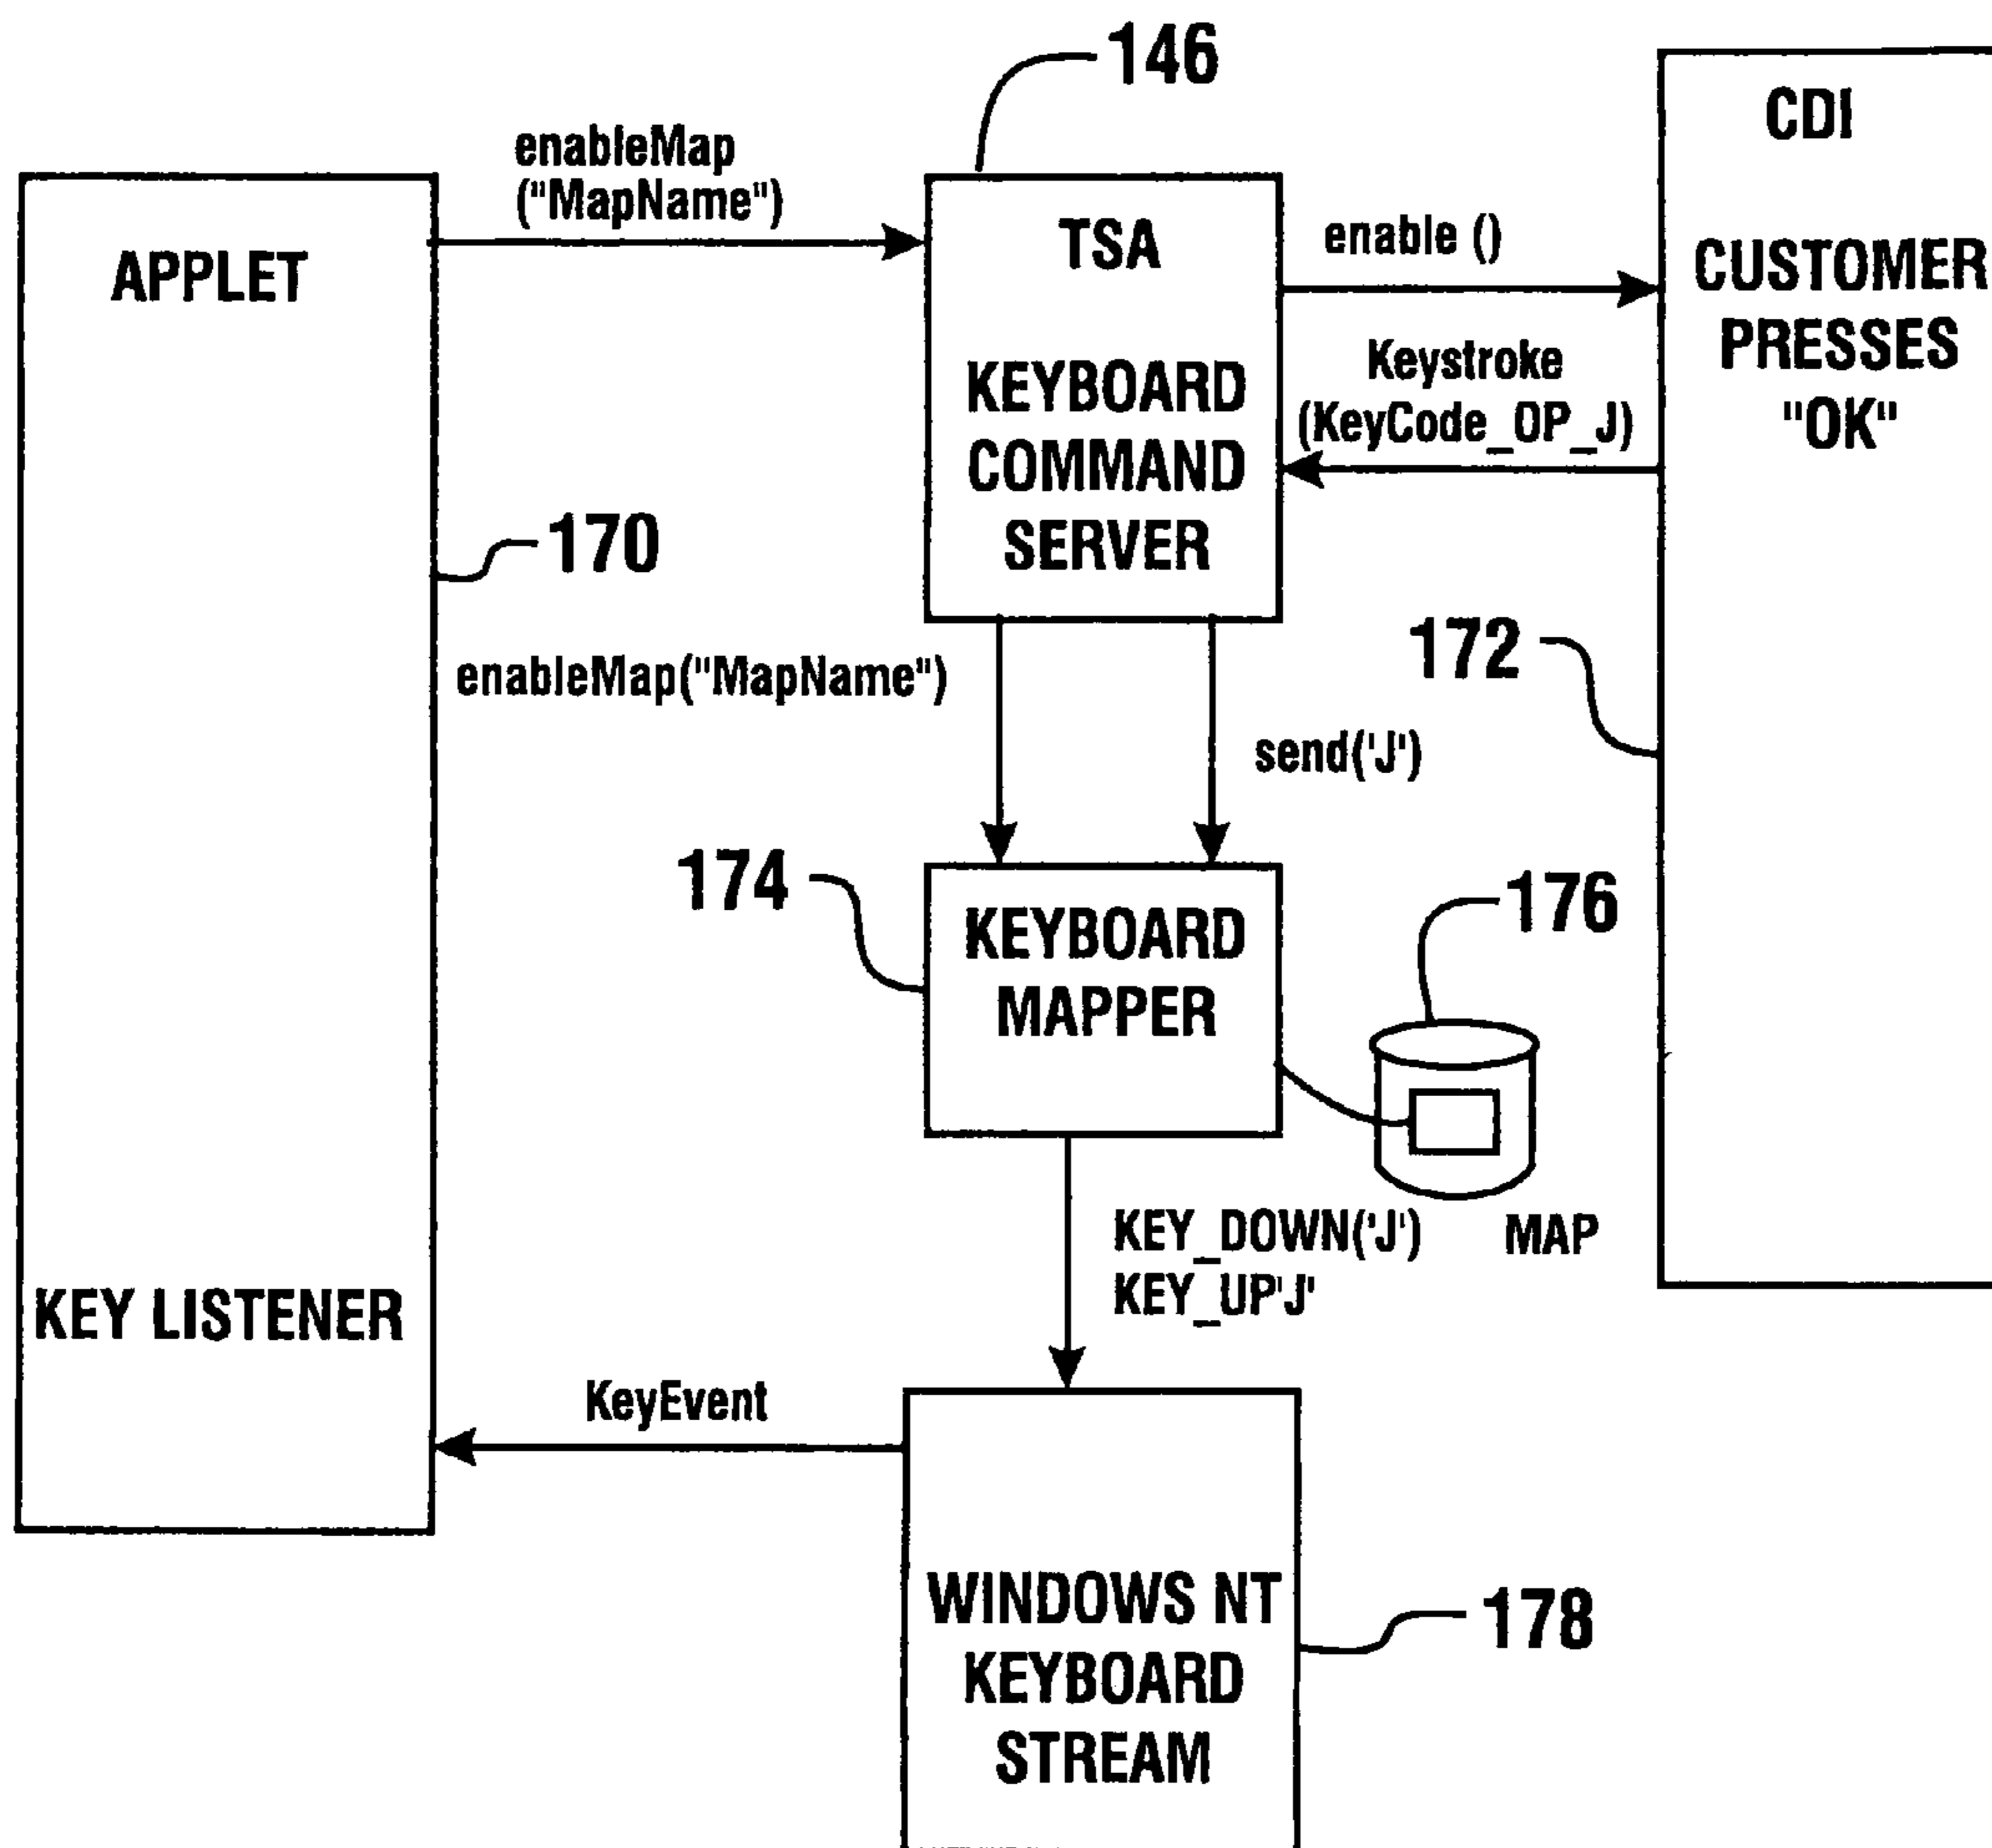 146
CDI
enableMap
("MapName")
APPLET
TSA
enable ()
CUSTOMER
PRESSES
"OK"
Keystroke
(KeyCode_OP_J)
KEYBOARD
COMMAND
SERVER
170
172
enableMap("MapName")
send('J')
174
KEYBOARD
MAPPER
176
KEY_DOWN('J')
KEY_UP'J'
MAP
KEY LISTENER
KeyEvent
WINDOWS NT
KEYBOARD
STREAM
178